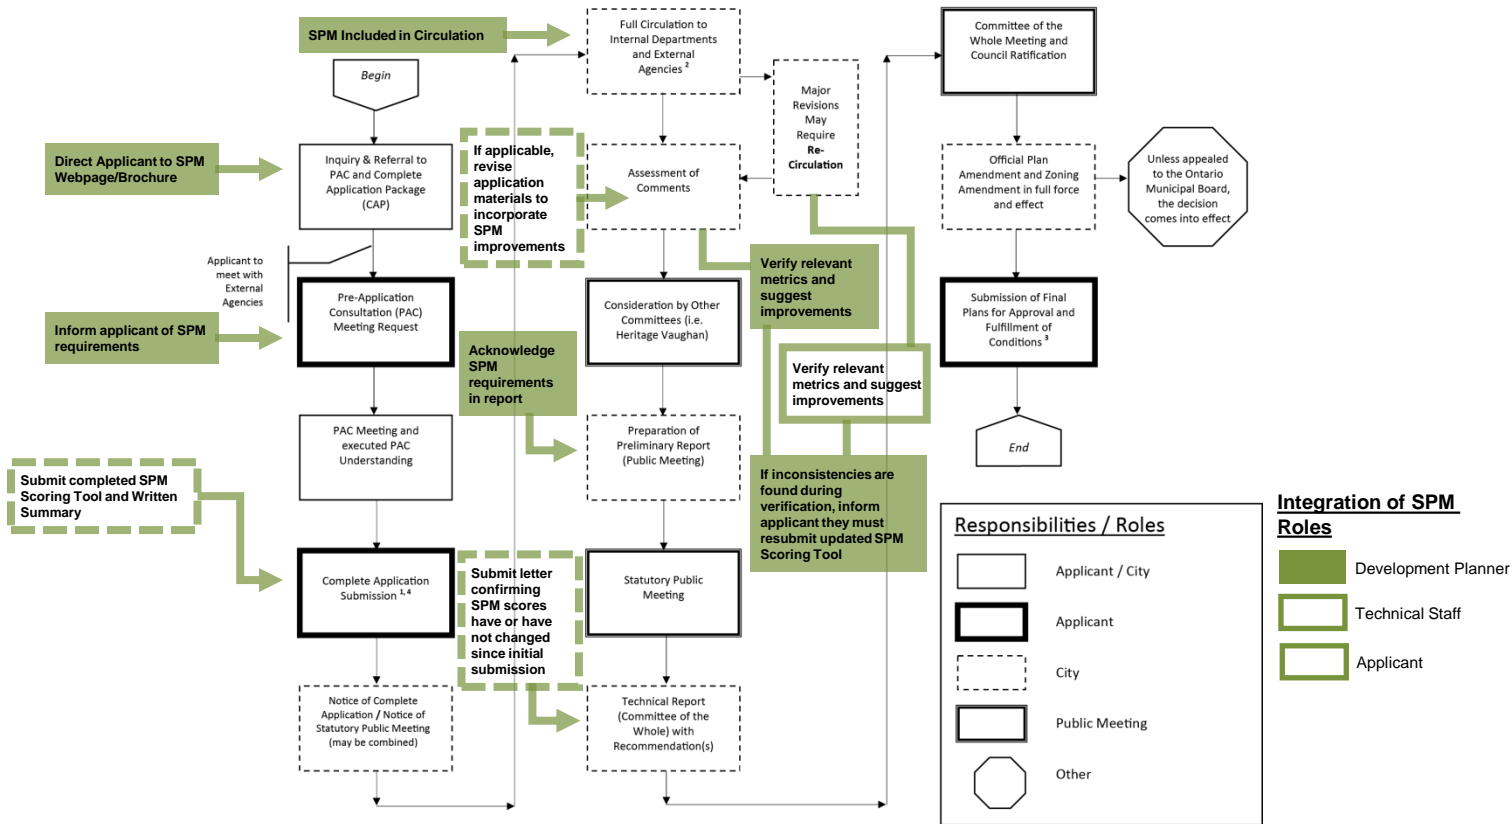 SPM Included in Circulation
Begin
Direct Applicant to SPM
Webpage/Brochure
Inquiry & Referral to
PAC and Complete
Application Package
(CAP)
Applicant to
meet with
External
Agencies
Inform applicant of SPM
requirements
Pre-Application
Consultation (PAC)
Meeting Request
PAC Meeting and
executed PAC
Understanding
Submit completed SPM
Scoring Tool and Written
Summary
Complete Application
Submission 1, 4
Notice of Complete
Application / Notice of
Statutory Public Meeting
(may be combined)
Full Circulation to
Internal Departments
and External
Agencies 2
Major
Revisions
May
Require
Re-
Circulation
If applicable,
revise
application
materials to
incorporate
SPM
improvements
Assessment of
Comments
Verify relevant
metrics and
suggest
improvements
Consideration by Other
Committees (i.e.
Heritage Vaughan)
Acknowledge
SPM
requirements
in report
Verify relevant
metrics and suggest
improvements
Preparation of
Preliminary Report
(Public Meeting)
If inconsistencies are
found during
verification, inform
applicant they must
resubmit updated SPM
Scoring Tool
Submit letter
confirming
SPM scores
have or have
not changed
since initial
submission
Statutory Public
Meeting
Technical Report
(Committee of the
Whole) with
Recommendation(s)
Committee of the
Whole Meeting and
Council Ratification
Official Plan
Amendment and Zoning
Amendment in full force
and effect
Unless appealed
to the Ontario
Municipal Board,
the decision
comes into effect
Submission of Final
Plans for Approval and
Fulfillment of
Conditions 3
End
Responsibilities / Roles
Applicant / City
Applicant
City
Public Meeting
Other
Integration of SPM
Roles
Development Planner
Technical Staff
Applicant